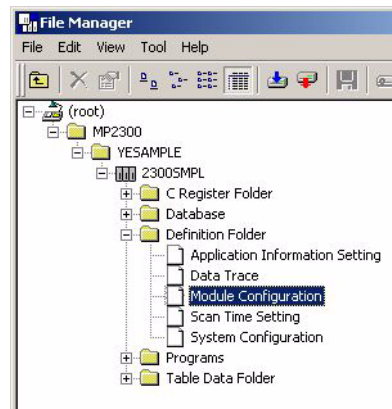 File Manager
File Edit View Tool Help
(root)
MP2300
YESAMPLE
2300SMPL
C Register Folder
Database
Definition Folder
Application Information Setting
Data Trace
Module Configuration
Scan Time Setting
System Configuration
Programs
Table Data Folder